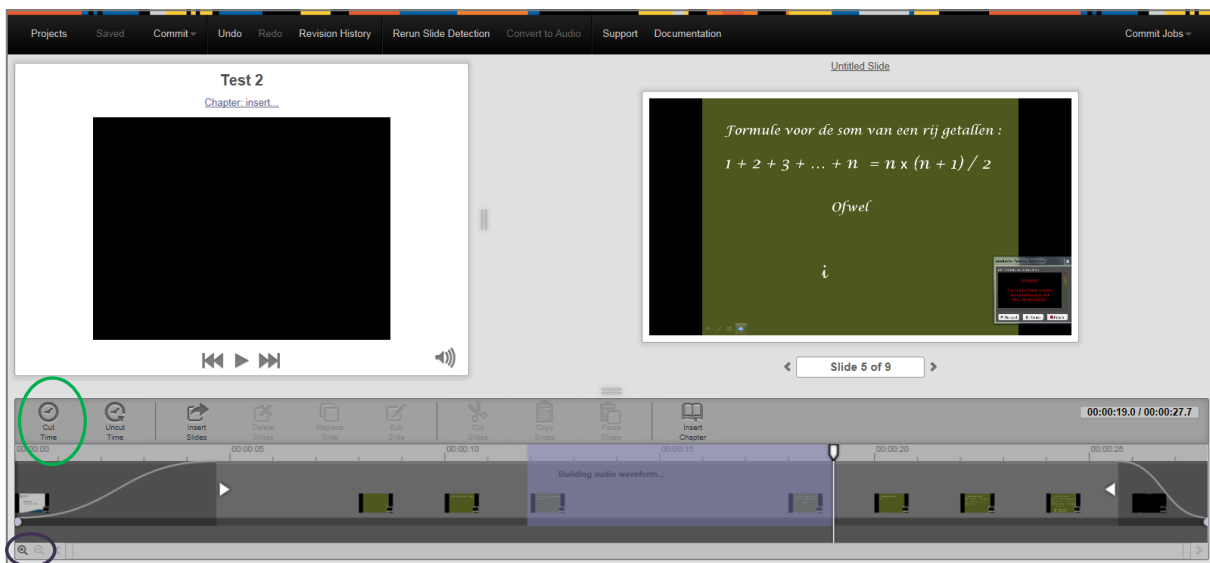 Projects Saved Commit Undo Redo Revision History Rerun Slide Detection Convert to Audio Support Documentation Commit Jobs
Test 2
Chapter: insert...
Untitled Slide
Formule voor de som van een rij getallen :
1 + 2 + 3 + ... + n = n x (n + 1) / 2
Ofwel
i
Slide 5 of 9
Cut Time
Uncut Time
Insert Slides
Delete Slides
Replace Slide
Edit Slide
Cut Slides
Copy Slides
Paste Slides
Insert Chapter
00:00:19.0 / 00:00:27.7
00:00:00 00:00:05 00:00:10 00:00:15 00:00:20 00:00:25
Building audio waveform...